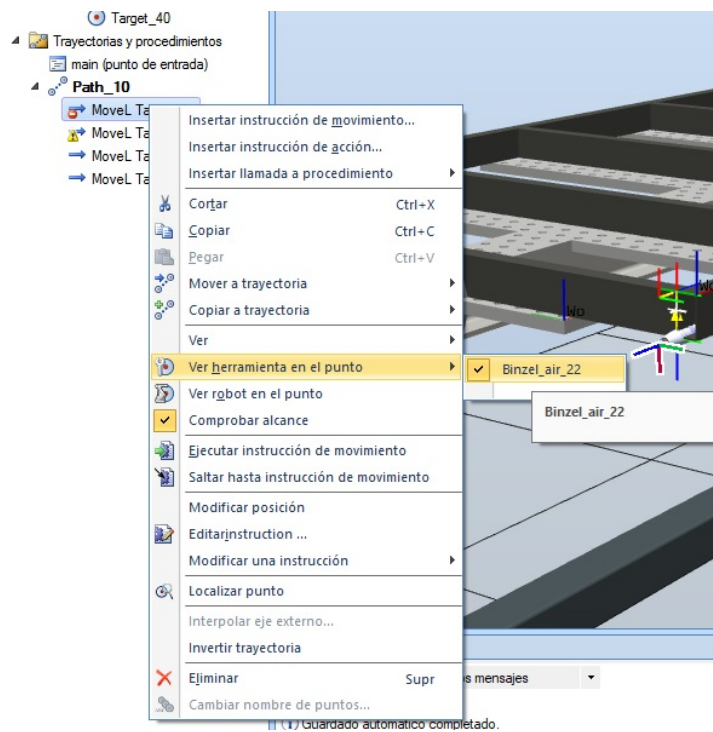 Target_40
Trayectorias y procedimientos
main (punto de entrada)
Path_10
MoveL Ta
MoveL Ta
MoveL Ta
MoveL Ta
Insertar instrucción de movimiento...
Insertar instrucción de acción...
Insertar llamada a procedimiento
Cortar Ctrl+X
Copiar Ctrl+C
Pegar Ctrl+V
Mover a trayectoria
Copiar a trayectoria
Ver
Ver herramienta en el punto
Binzel_air_22
Binzel_air_22
Ver robot en el punto
Comprobar alcance
Ejecutar instrucción de movimiento
Saltar hasta instrucción de movimiento
Modificar posición
Editarinstruction ...
Modificar una instrucción
Localizar punto
Interpolar eje externo...
Invertir trayectoria
Eliminar Supr
Cambiar nombre de puntos...
s mensajes
Guardado automático completado.
Wo
Wo